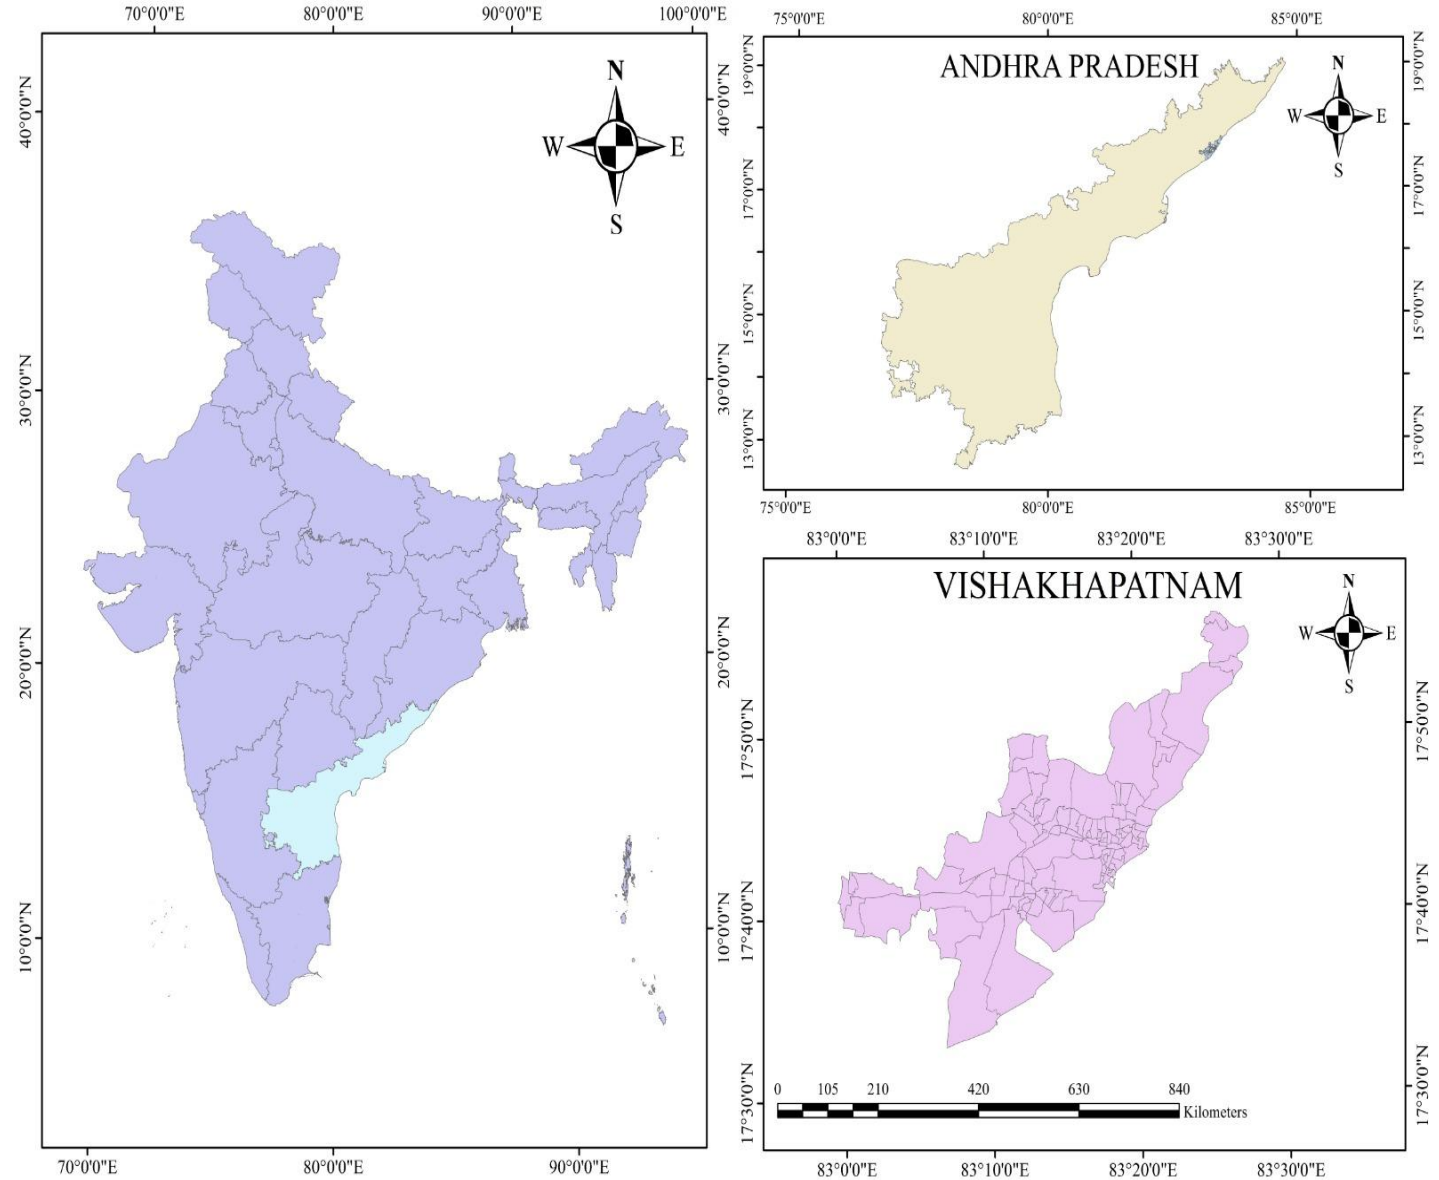 70°0'0"E 80°0'0"E 90°0'0"E 100°0'0"E
40°0'0"N 40°0'0"N
N
W E
S
30°0'0"N 30°0'0"N
20°0'0"N 20°0'0"N
10°0'0"N 10°0'0"N
70°0'0"E 80°0'0"E 90°0'0"E
75°0'0"E 80°0'0"E 85°0'0"E
ANDHRA PRADESH
N
W E
S
19°0'0"N 19°0'0"N
17°0'0"N 17°0'0"N
15°0'0"N 15°0'0"N
13°0'0"N 13°0'0"N
75°0'0"E 80°0'0"E 85°0'0"E
83°0'0"E 83°10'0"E 83°20'0"E 83°30'0"E
VISHAKHAPATNAM
N
W E
S
17°50'0"N 17°50'0"N
17°40'0"N 17°40'0"N
17°30'0"N 17°30'0"N
0 105 210 420 630 840
Kilometers
83°0'0"E 83°10'0"E 83°20'0"E 83°30'0"E